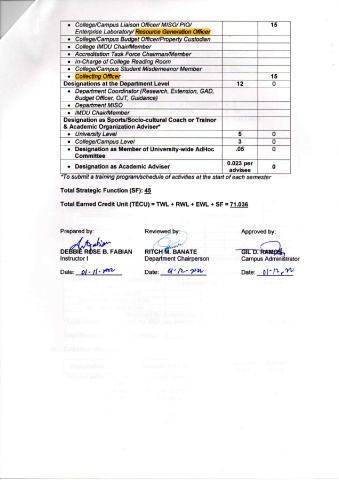 • College/Campus Liaison Officer/ MISO/ PIO/ 15
Enterprise Laboratory/ Resource Generation Officer
• College/Campus Budget Officer/Property Custodian
• College IMDU Chair/Member
• Accreditation Task Force Chairman/Member
• In-Charge of College Reading Room
• College/Campus Student Misdemeanor Member
• Collecting Officer 15
Designations at the Department Level 12 0
• Department Coordinator (Research, Extension, GAD,
Budget Officer, OJT, Guidance)
• Department MISO
• IMDU Chair/Member
Designation as Sports/Socio-cultural Coach or Trainor
& Academic Organization Adviser*
• University Level 5 0
• College/Campus Level 3 0
• Designation as Member of University-wide AdHoc .05 0
Committee
• Designation as Academic Adviser 0.023 per advisee 0
*To submit a training program/schedule of activities at the start of each semester
Total Strategic Function (SF): 45
Total Earned Credit Unit (TECU) = TWL + RWL + EWL + SF = 71.036
Prepared by: Reviewed by: Approved by:
DEBBIE ROSE B. FABIAN RITCH M. BANATE GIL D. RAMOS
Instructor I Department Chairperson Campus Administrator
Date: 01-11-2022 Date: 01-12-2022 Date: 01-12-22